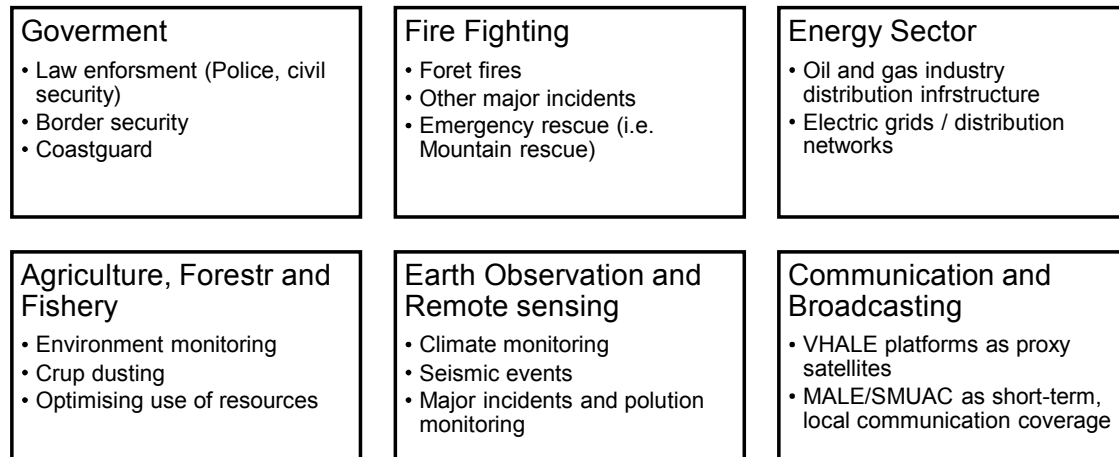 Goverment
• Law enforsment (Police, civil
security)
• Border security
• Coastguard
Fire Fighting
• Foret fires
• Other major incidents
• Emergency rescue (i.e.
Mountain rescue)
Energy Sector
• Oil and gas industry
distribution infrstructure
• Electric grids / distribution
networks
Agriculture, Forestr and
Fishery
• Environment monitoring
• Crup dusting
• Optimising use of resources
Earth Observation and
Remote sensing
• Climate monitoring
• Seismic events
• Major incidents and polution
monitoring
Communication and
Broadcasting
• VHALE platforms as proxy
satellites
• MALE/SMUAC as short-term,
local communication coverage